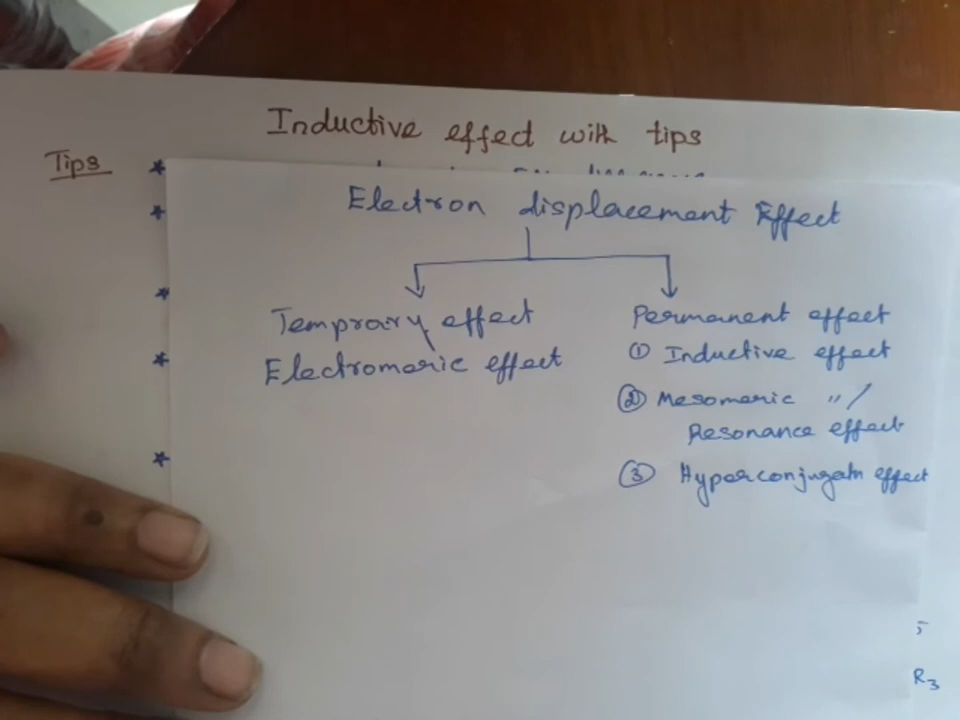 Inductive effect with tips
Tips
Electron displacement Effect
Temprary effect
Electromeric effect
Permanent effect
① Inductive effect
② Mesomeric " /
Resonance effect
③ Hyperconjugatn effect
;
R3